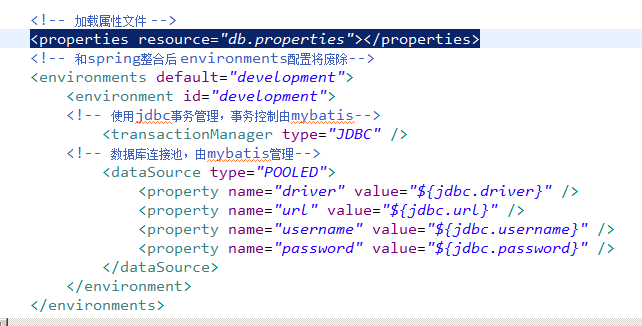 <!-- 加载属性文件 -->
<properties resource="db.properties"></properties>
<!-- 和spring整合后 environments配置将废除-->
<environments default="development">
<environment id="development">
<!-- 使用jdbc事务管理，事务控制由mybatis-->
<transactionManager type="JDBC" />
<!-- 数据库连接池，由mybatis管理-->
<dataSource type="POOLED">
<property name="driver" value="${jdbc.driver}" />
<property name="url" value="${jdbc.url}" />
<property name="username" value="${jdbc.username}" />
<property name="password" value="${jdbc.password}" />
</dataSource>
</environment>
</environments>